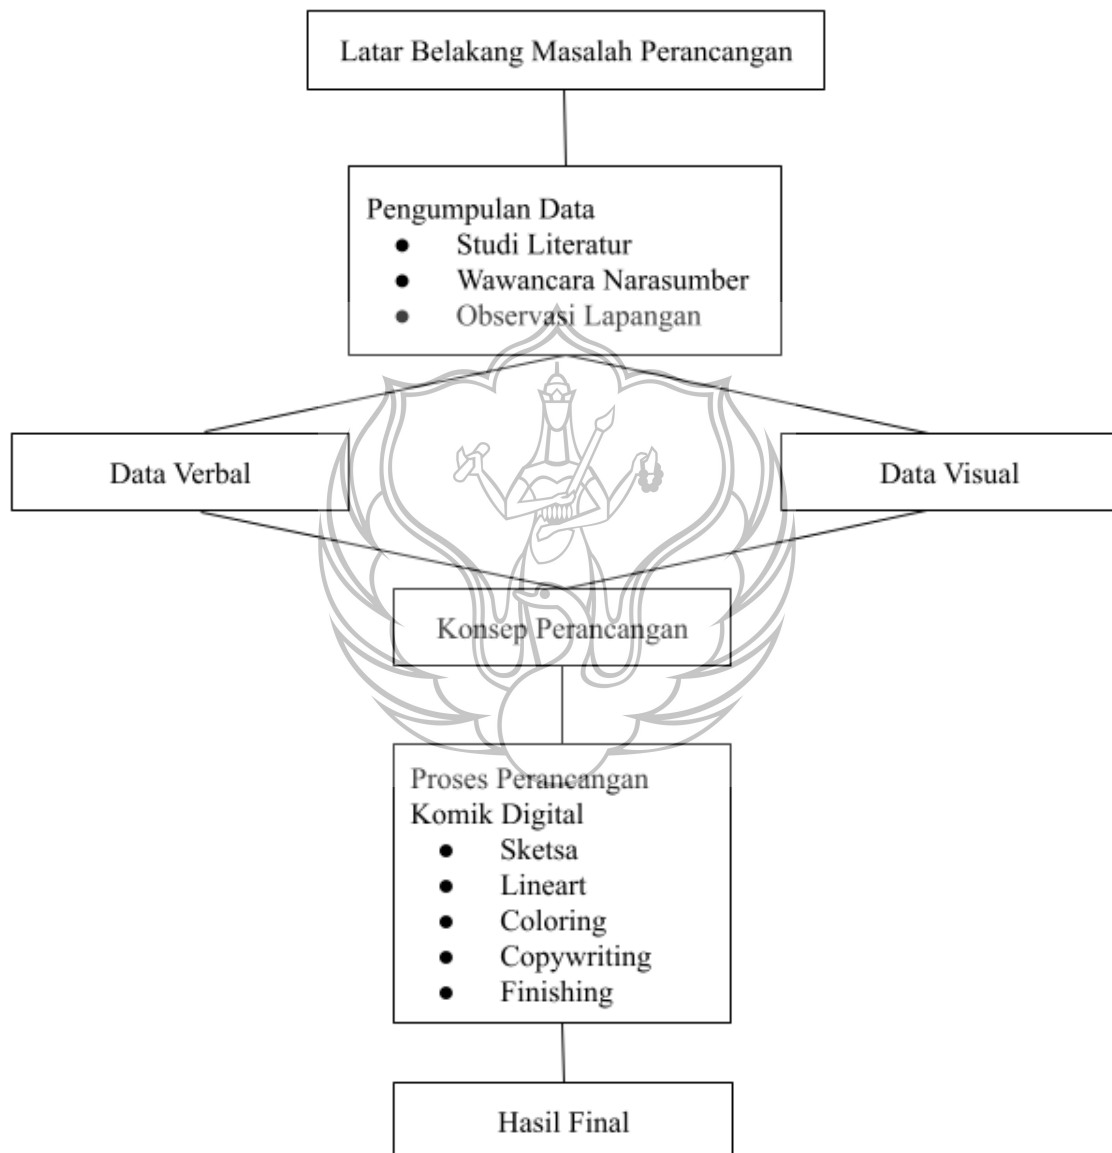 Latar Belakang Masalah Perancangan
Pengumpulan Data
● Studi Literatur
● Wawancara Narasumber
● Observasi Lapangan
Data Verbal
Data Visual
Konsep Perancangan
Proses Perancangan
Komik Digital
● Sketsa
● Lineart
● Coloring
● Copywriting
● Finishing
Hasil Final